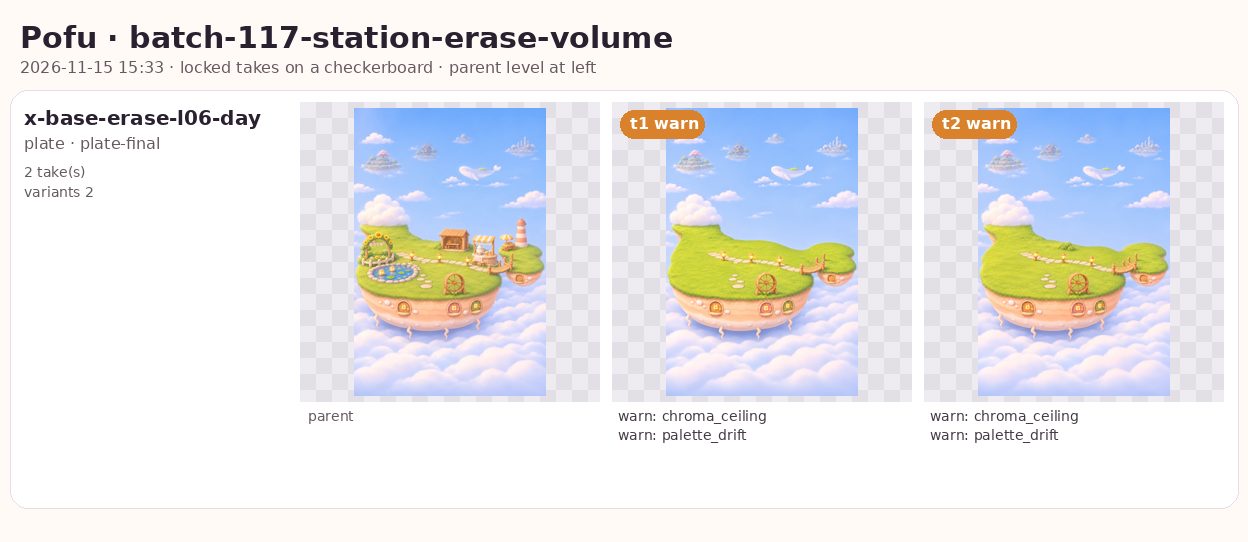 Pofu · batch-117-station-erase-volume
2026-11-15 15:33 · locked takes on a checkerboard · parent level at left
x-base-erase-l06-day
plate · plate-final
2 take(s)
variants 2
parent
t1 warn
warn: chroma_ceiling
warn: palette_drift
t2 warn
warn: chroma_ceiling
warn: palette_drift